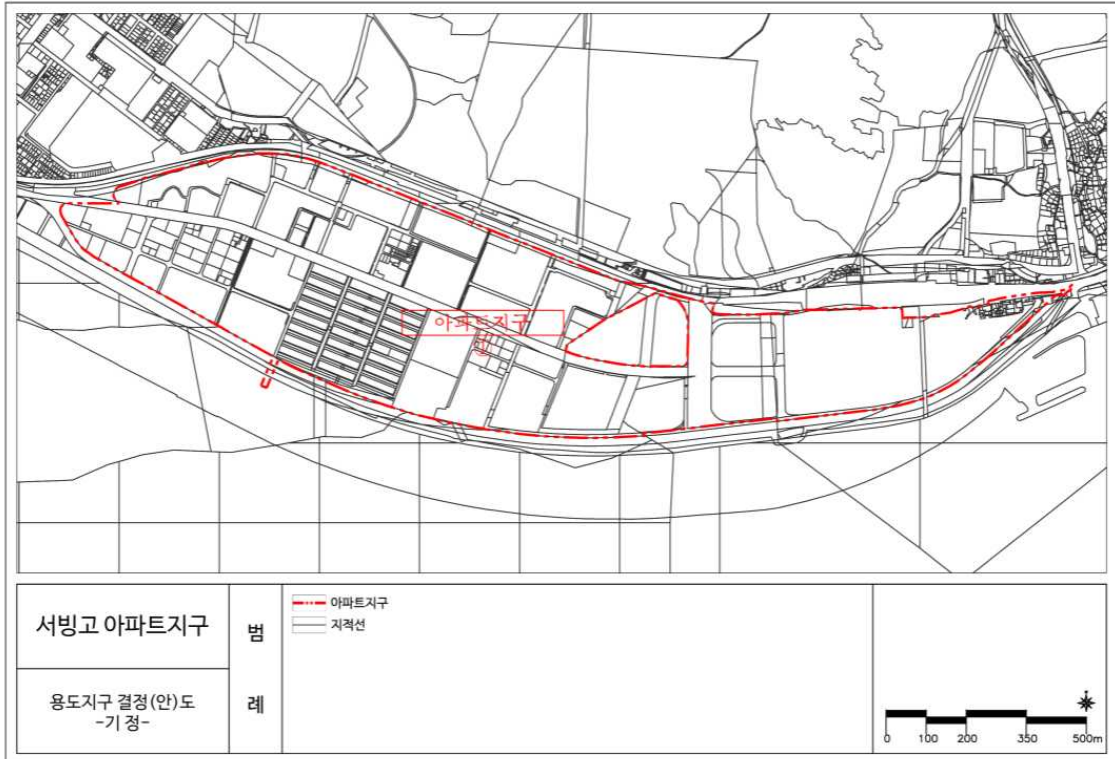 아파트지구
서빙고 아파트지구
용도지구 결정(안)도
-기 정-
범
례
아파트지구
지적선
0 100 200 350 500m